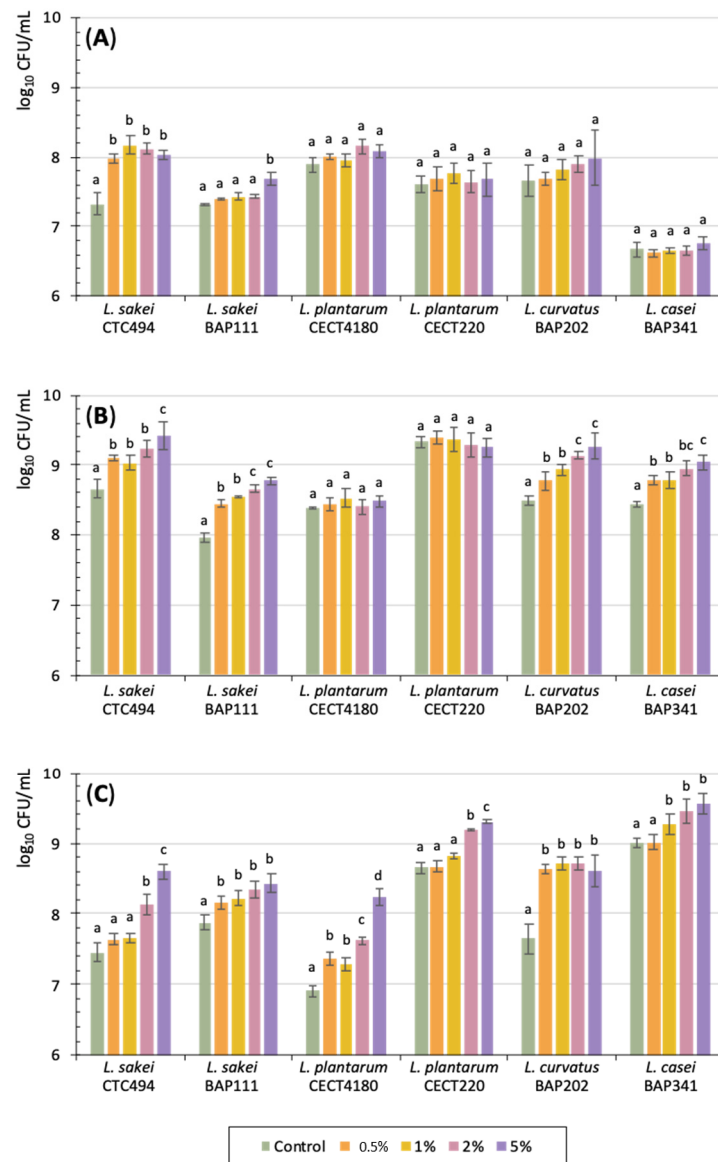 (A)
log10 CFU/mL
10
9
8
7
6
a b b b b
a a a a b
a a a a a
a a a a a
a a a a a
a a a a a
L. sakei CTC494
L. sakei BAP111
L. plantarum CECT4180
L. plantarum CECT220
L. curvatus BAP202
L. casei BAP341
(B)
log10 CFU/mL
10
9
8
7
6
a b b b c
a b b c c
a a a a a
a a a a a
a b b c c
a b b bc c
L. sakei CTC494
L. sakei BAP111
L. plantarum CECT4180
L. plantarum CECT220
L. curvatus BAP202
L. casei BAP341
(C)
log10 CFU/mL
10
9
8
7
6
a a a b c
a b b b b
a b b c d
a a a b c
a b b b b
a a b b b
L. sakei CTC494
L. sakei BAP111
L. plantarum CECT4180
L. plantarum CECT220
L. curvatus BAP202
L. casei BAP341
Control 0.5% 1% 2% 5%